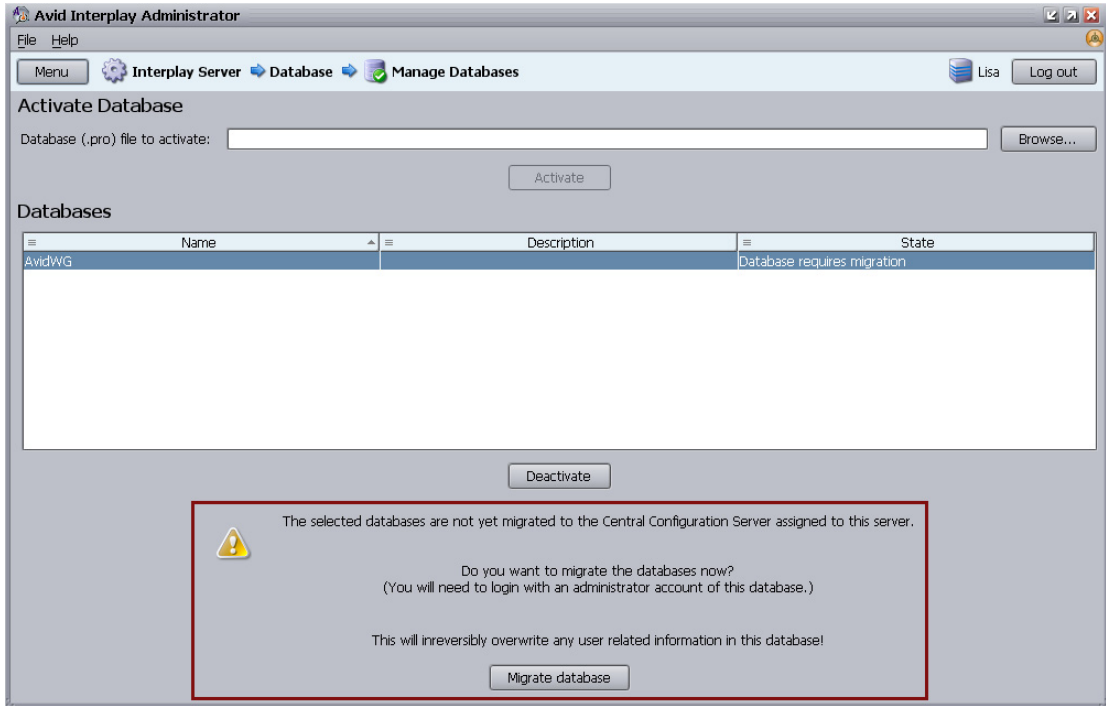 Avid Interplay Administrator
File Help
Menu Interplay Server Database Manage Databases Lisa Log out
Activate Database
Database (.pro) file to activate: Browse...
Activate
Databases
Name Description State
AvidWG Database requires migration
Deactivate
The selected databases are not yet migrated to the Central Configuration Server assigned to this server.
Do you want to migrate the databases now?
(You will need to login with an administrator account of this database.)
This will inreversibly overwrite any user related information in this database!
Migrate database